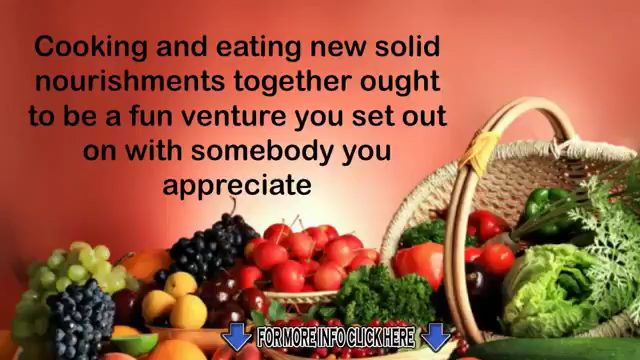 Cooking and eating new solid
nourishments together ought
to be a fun venture you set out
on with somebody you
appreciate
FOR MORE INFO CLICK HERE